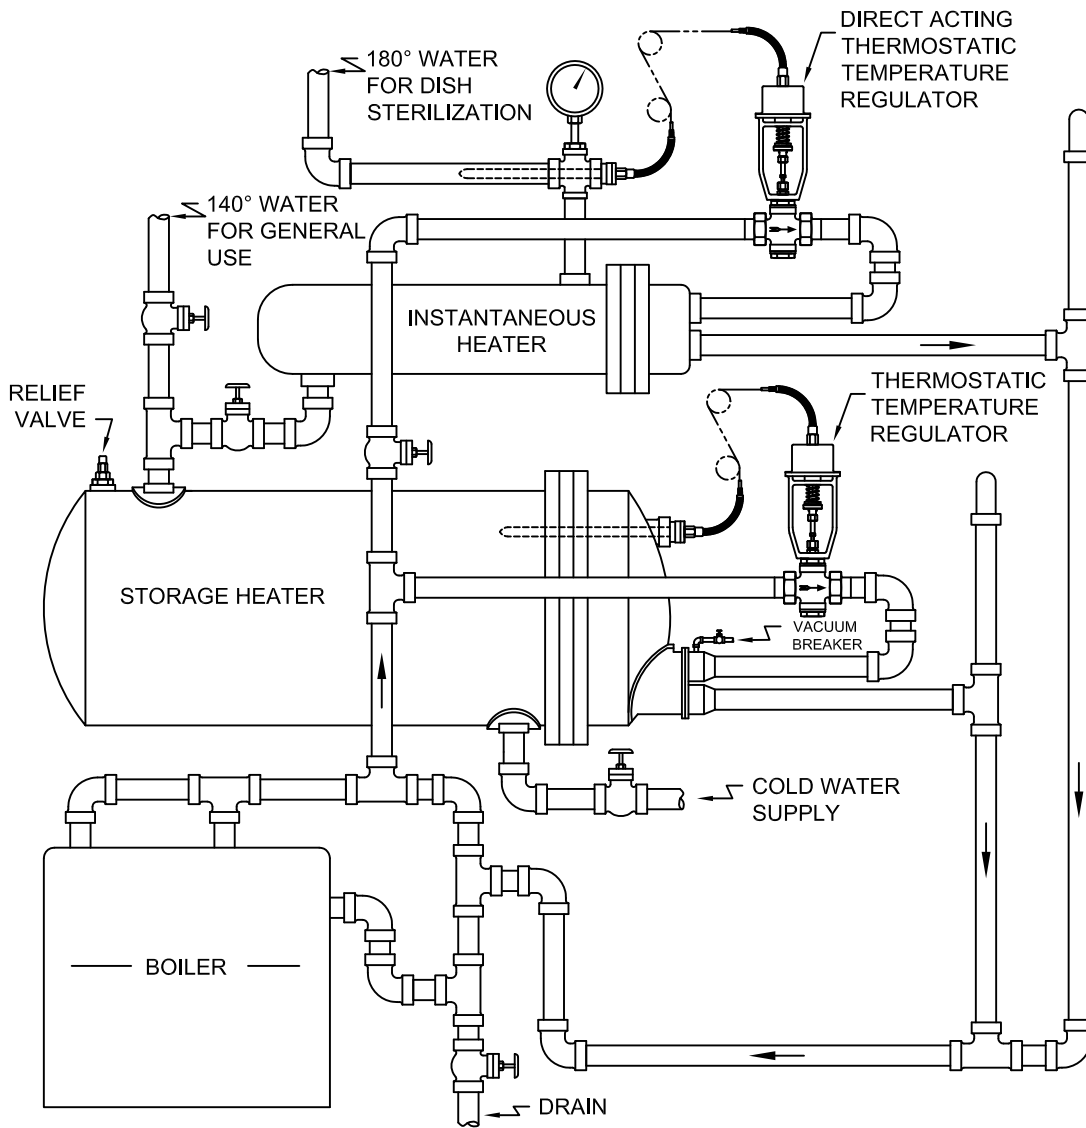 DIRECT ACTING
THERMOSTATIC
TEMPERATURE
REGULATOR
180° WATER
FOR DISH
STERILIZATION
140° WATER
FOR GENERAL
USE
INSTANTANEOUS
HEATER
RELIEF
VALVE
THERMOSTATIC
TEMPERATURE
REGULATOR
STORAGE HEATER
VACUUM
BREAKER
COLD WATER
SUPPLY
BOILER
DRAIN